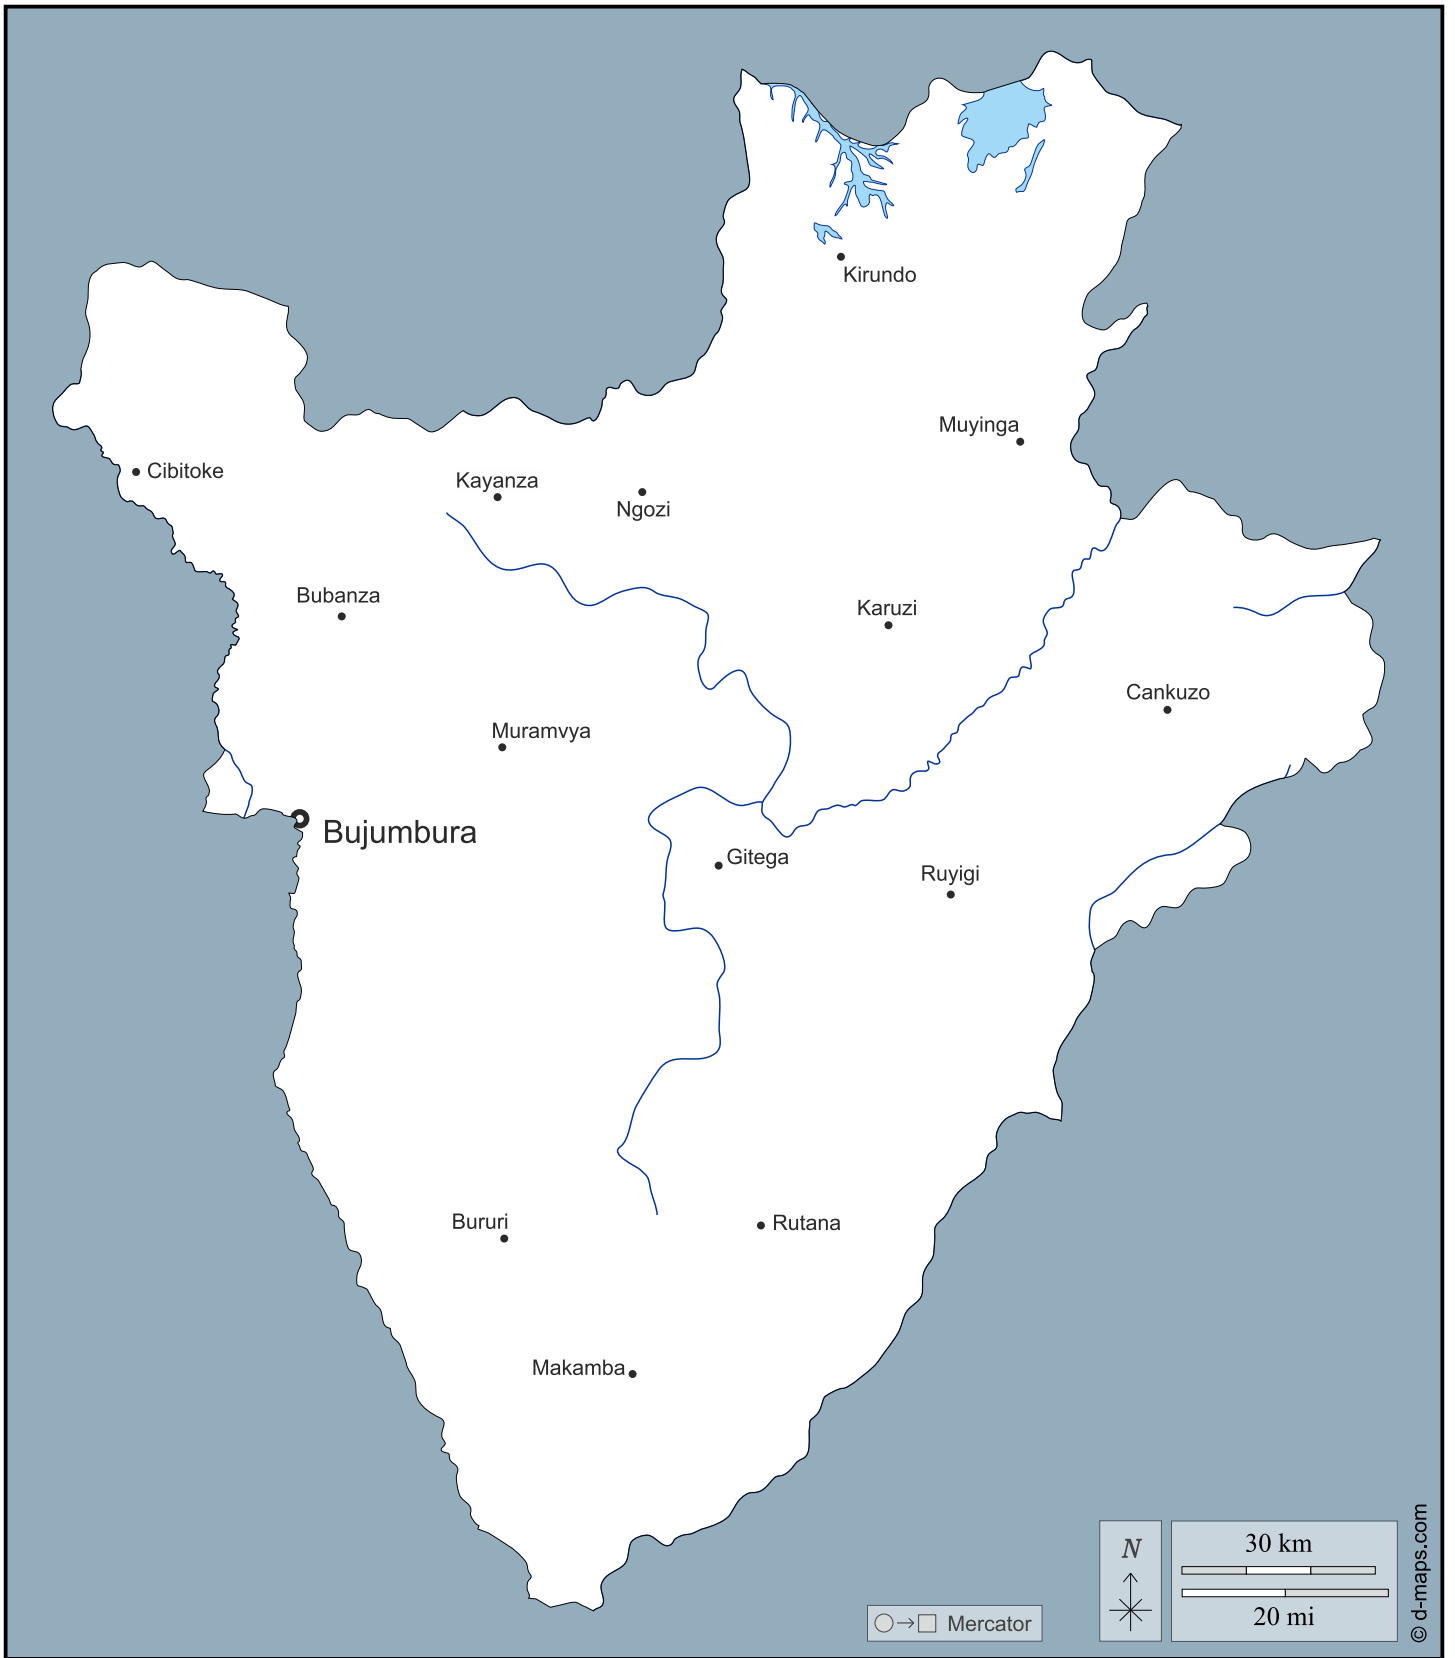 Kirundo
Muyinga
Cibitoke
Kayanza
Ngozi
Bubanza
Karuzi
Cankuzo
Muramvya
Bujumbura
Gitega
Ruyigi
Bururi
Rutana
Makamba
N
30 km
20 mi
Mercator
© d-maps.com